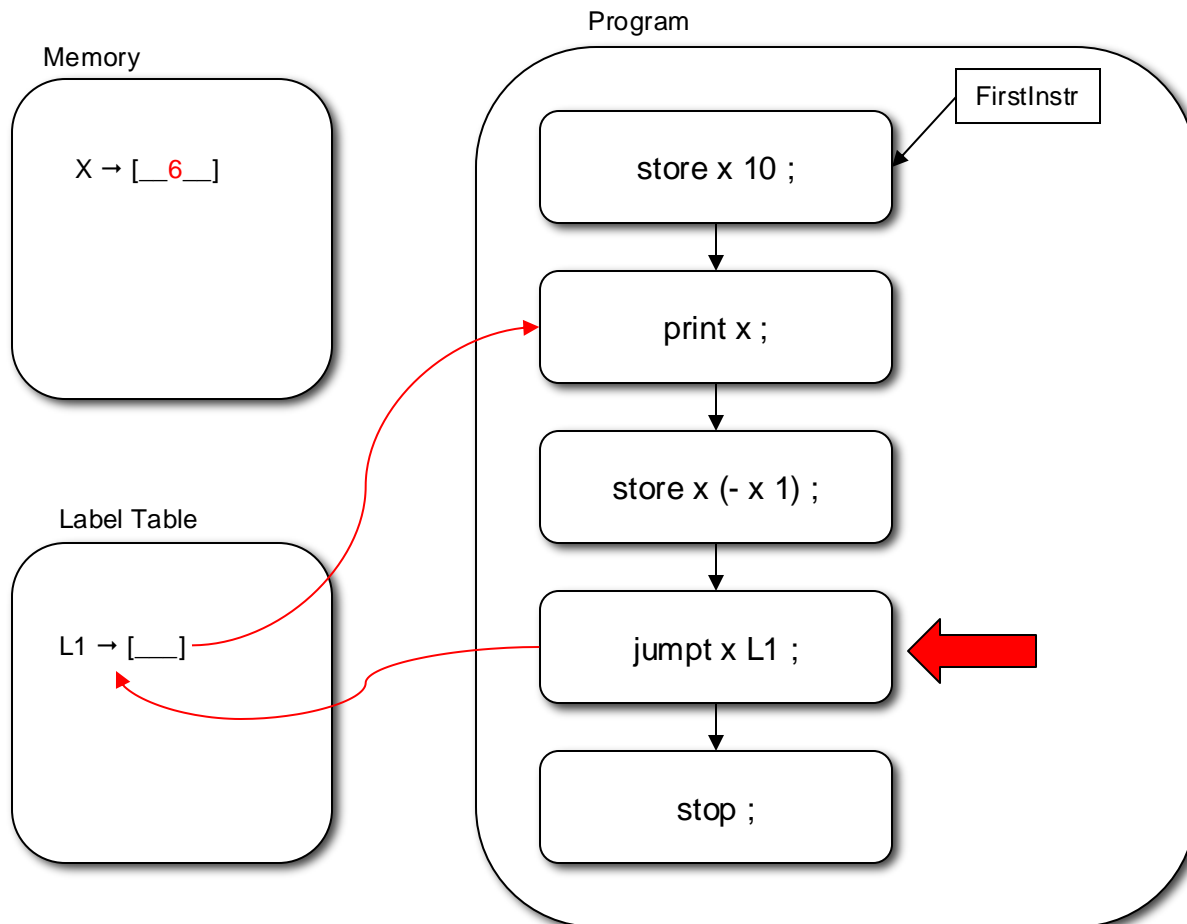 Program
Memory
FirstInstr
X → [__6__]
store x 10 ;
print x ;
store x (- x 1) ;
Label Table
L1 → [___]
jumpt x L1 ;
stop ;